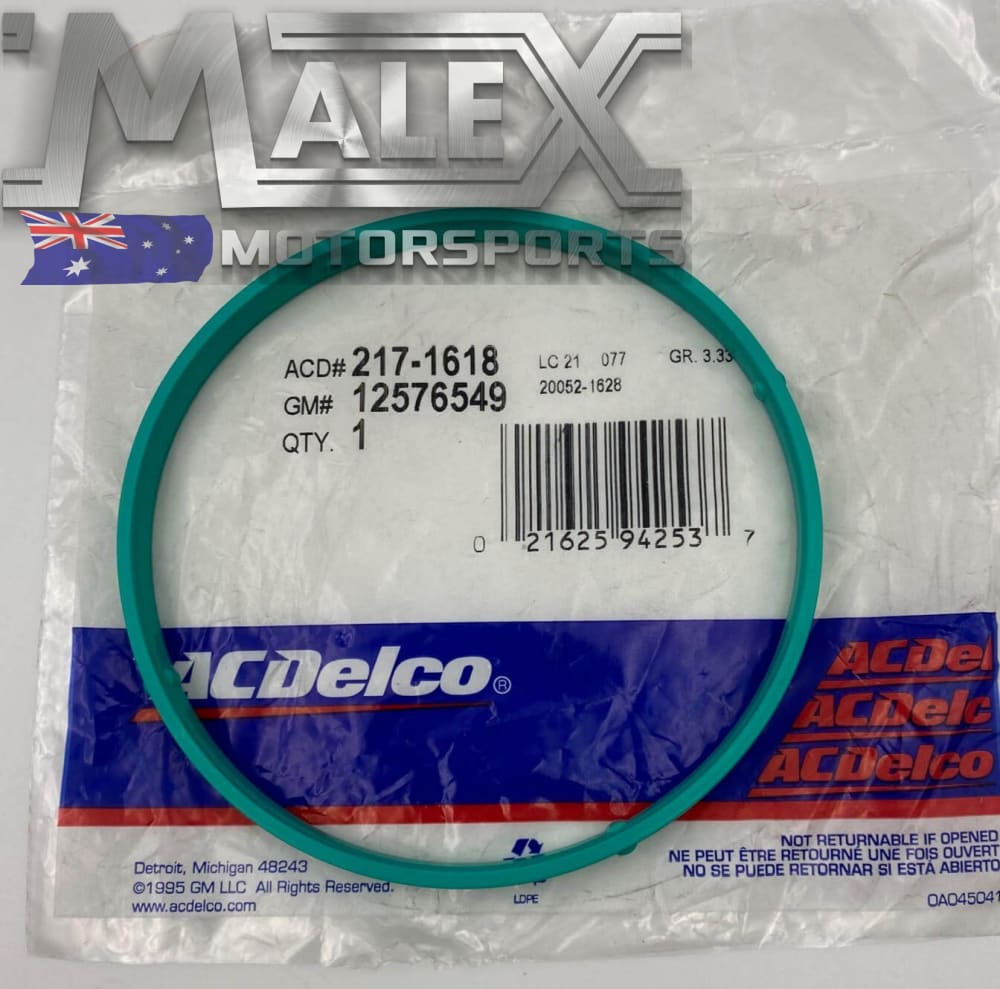 MALEX
MOTORSPORTS
ACD# 217-1618 LC 21 077 GR. 3.33
GM# 12576549 20052-1628
QTY. 1
0 21625 94253 7
ACDelco®
ACDel
ACDelc
ACDelco
NOT RETURNABLE IF OPENED
NE PEUT ÊTRE RETOURNÉ UNE FOIS OUVERT
NO SE PUEDE RETORNAR SI ESTÁ ABIERTO
Detroit, Michigan 48243
©1995 GM LLC All Rights Reserved.
www.acdelco.com
LDPE
OA045041